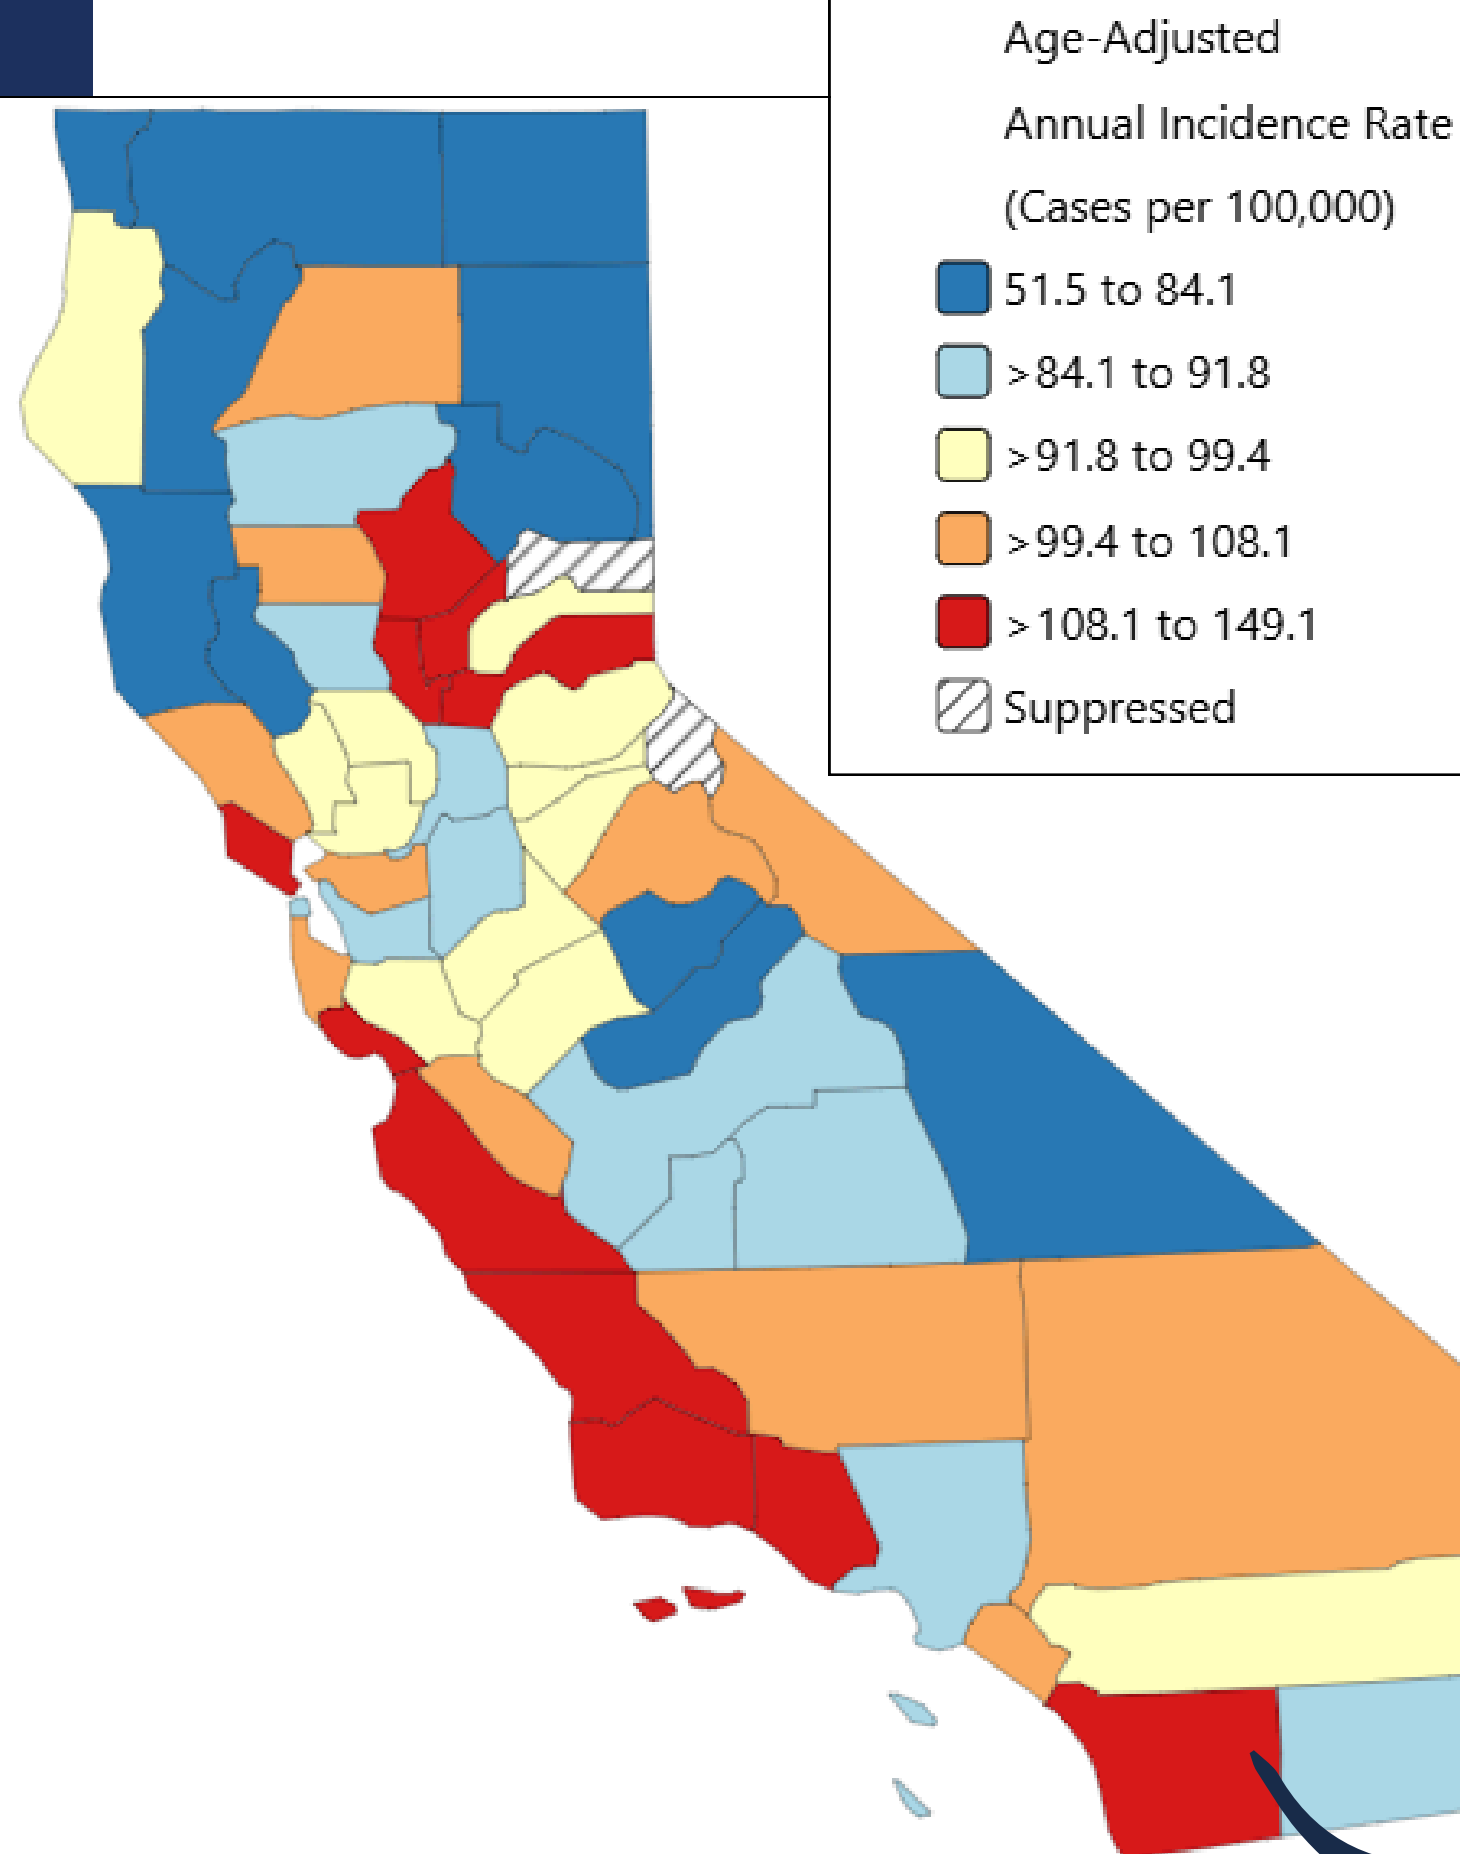 Age-Adjusted
Annual Incidence Rate
(Cases per 100,000)
51.5 to 84.1
>84.1 to 91.8
>91.8 to 99.4
>99.4 to 108.1
>108.1 to 149.1
Suppressed